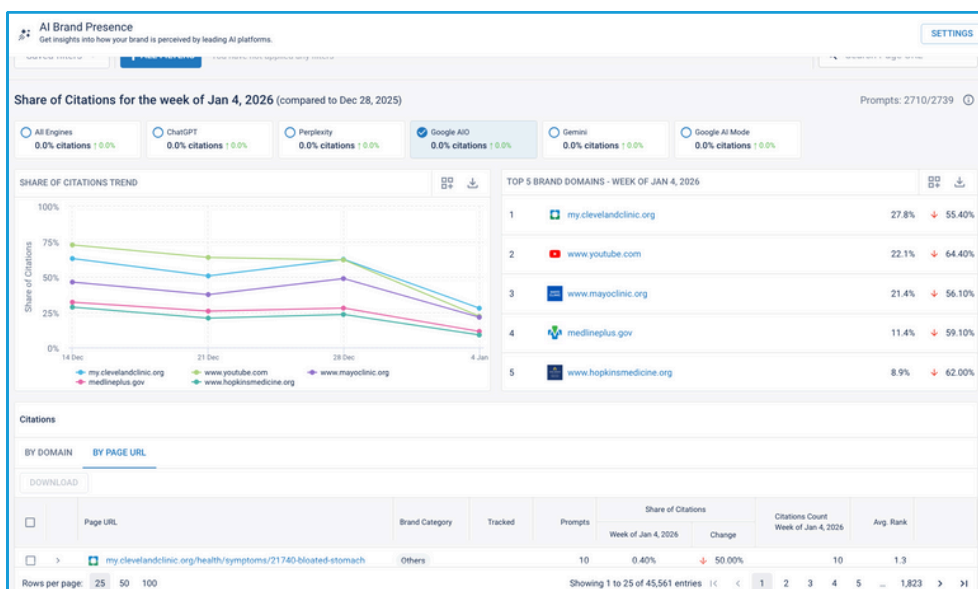 AI Brand Presence
Get insights into how your brand is perceived by leading AI platforms.
SETTINGS
Share of Citations for the week of Jan 4, 2026 (compared to Dec 28, 2025)
Prompts: 2710/2739
All Engines
0.0% citations ↑ 0.0%
ChatGPT
0.0% citations ↑ 0.0%
Perplexity
0.0% citations ↑ 0.0%
Google AIO
0.0% citations ↑ 0.0%
Gemini
0.0% citations ↑ 0.0%
Google AI Mode
0.0% citations ↑ 0.0%
SHARE OF CITATIONS TREND
Share of Citations
100%
75%
50%
25%
0%
14 Dec 21 Dec 28 Dec 4 Jan
my.clevelandclinic.org www.youtube.com www.mayoclinic.org
medlineplus.gov www.hopkinsmedicine.org
TOP 5 BRAND DOMAINS - WEEK OF JAN 4, 2026
1 my.clevelandclinic.org 27.8% ↓ 55.40%
2 www.youtube.com 22.1% ↓ 64.40%
3 www.mayoclinic.org 21.4% ↓ 56.10%
4 medlineplus.gov 11.4% ↓ 59.10%
5 www.hopkinsmedicine.org 8.9% ↓ 62.00%
Citations
BY DOMAIN BY PAGE URL
DOWNLOAD
Page URL
Brand Category
Tracked
Prompts
Share of Citations
Week of Jan 4, 2026
Change
Citations Count
Week of Jan 4, 2026
Avg. Rank
my.clevelandclinic.org/health/symptoms/21740-bloated-stomach Others 10 0.40% ↓ 50.00% 10 1.3
Rows per page: 25 50 100
Showing 1 to 25 of 45,561 entries |< < 1 2 3 4 5 ... 1,823 > >|